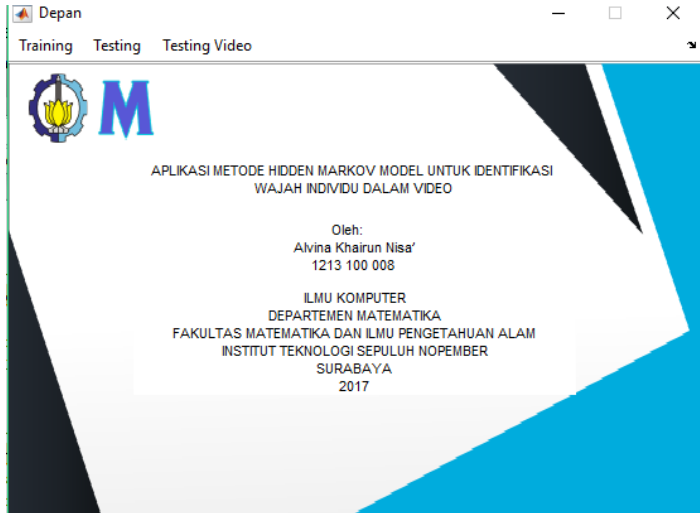 Depan
Training Testing Testing Video
M
APLIKASI METODE HIDDEN MARKOV MODEL UNTUK IDENTIFIKASI
WAJAH INDIVIDU DALAM VIDEO
Oleh:
Alvina Khairun Nisa'
1213 100 008
ILMU KOMPUTER
DEPARTEMEN MATEMATIKA
FAKULTAS MATEMATIKA DAN ILMU PENGETAHUAN ALAM
INSTITUT TEKNOLOGI SEPULUH NOPEMBER
SURABAYA
2017